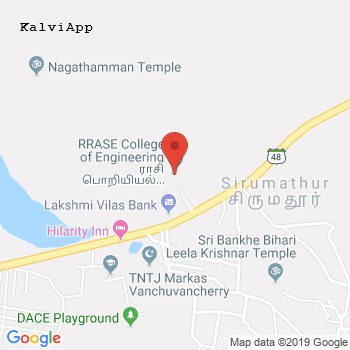 KalviApp
Nagathamman Temple
RRASE College
of Engineering
ராசி
பொறியியல்...
48
Sirumathur
சிருமதூர்
Lakshmi Vilas Bank
Hilarity Inn
Sri Bankhe Bihari
Leela Krishnar Temple
TNTJ Markas
Vanchuvancherry
DACE Playground
Google
Map data ©2019 Google